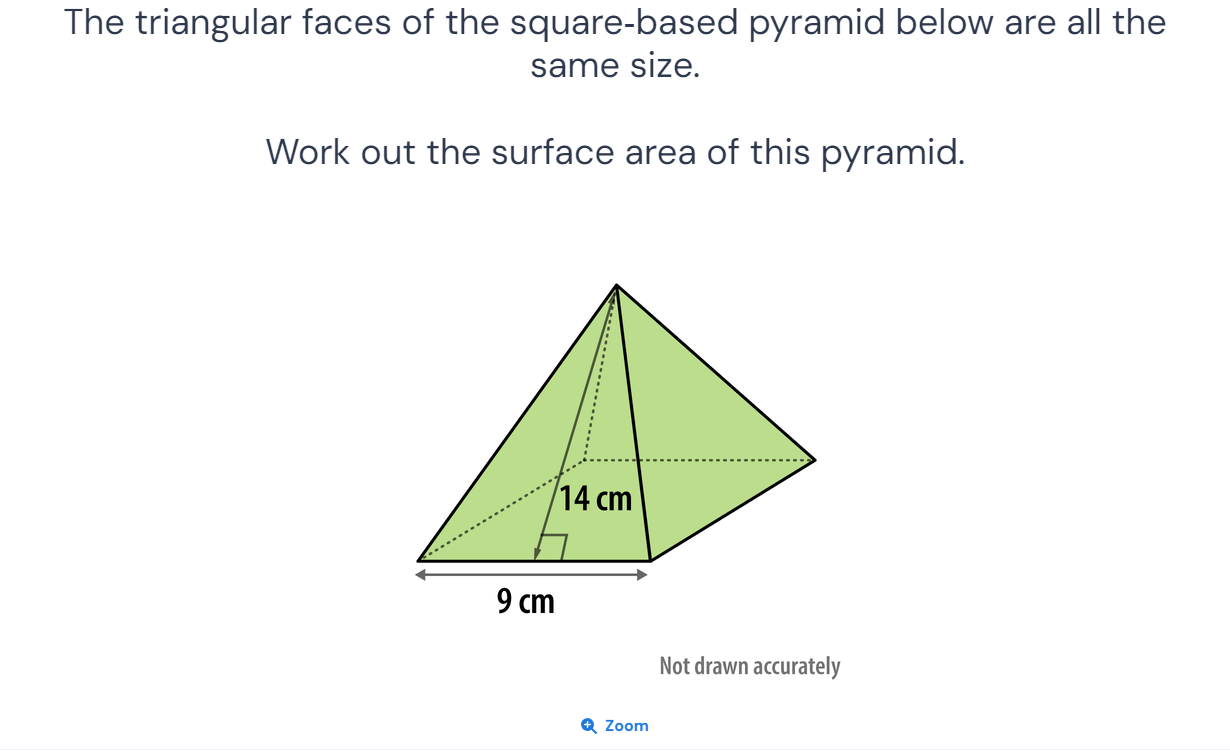 The triangular faces of the square-based pyramid below are all the
same size.
Work out the surface area of this pyramid.
14 cm
9 cm
Not drawn accurately
Zoom